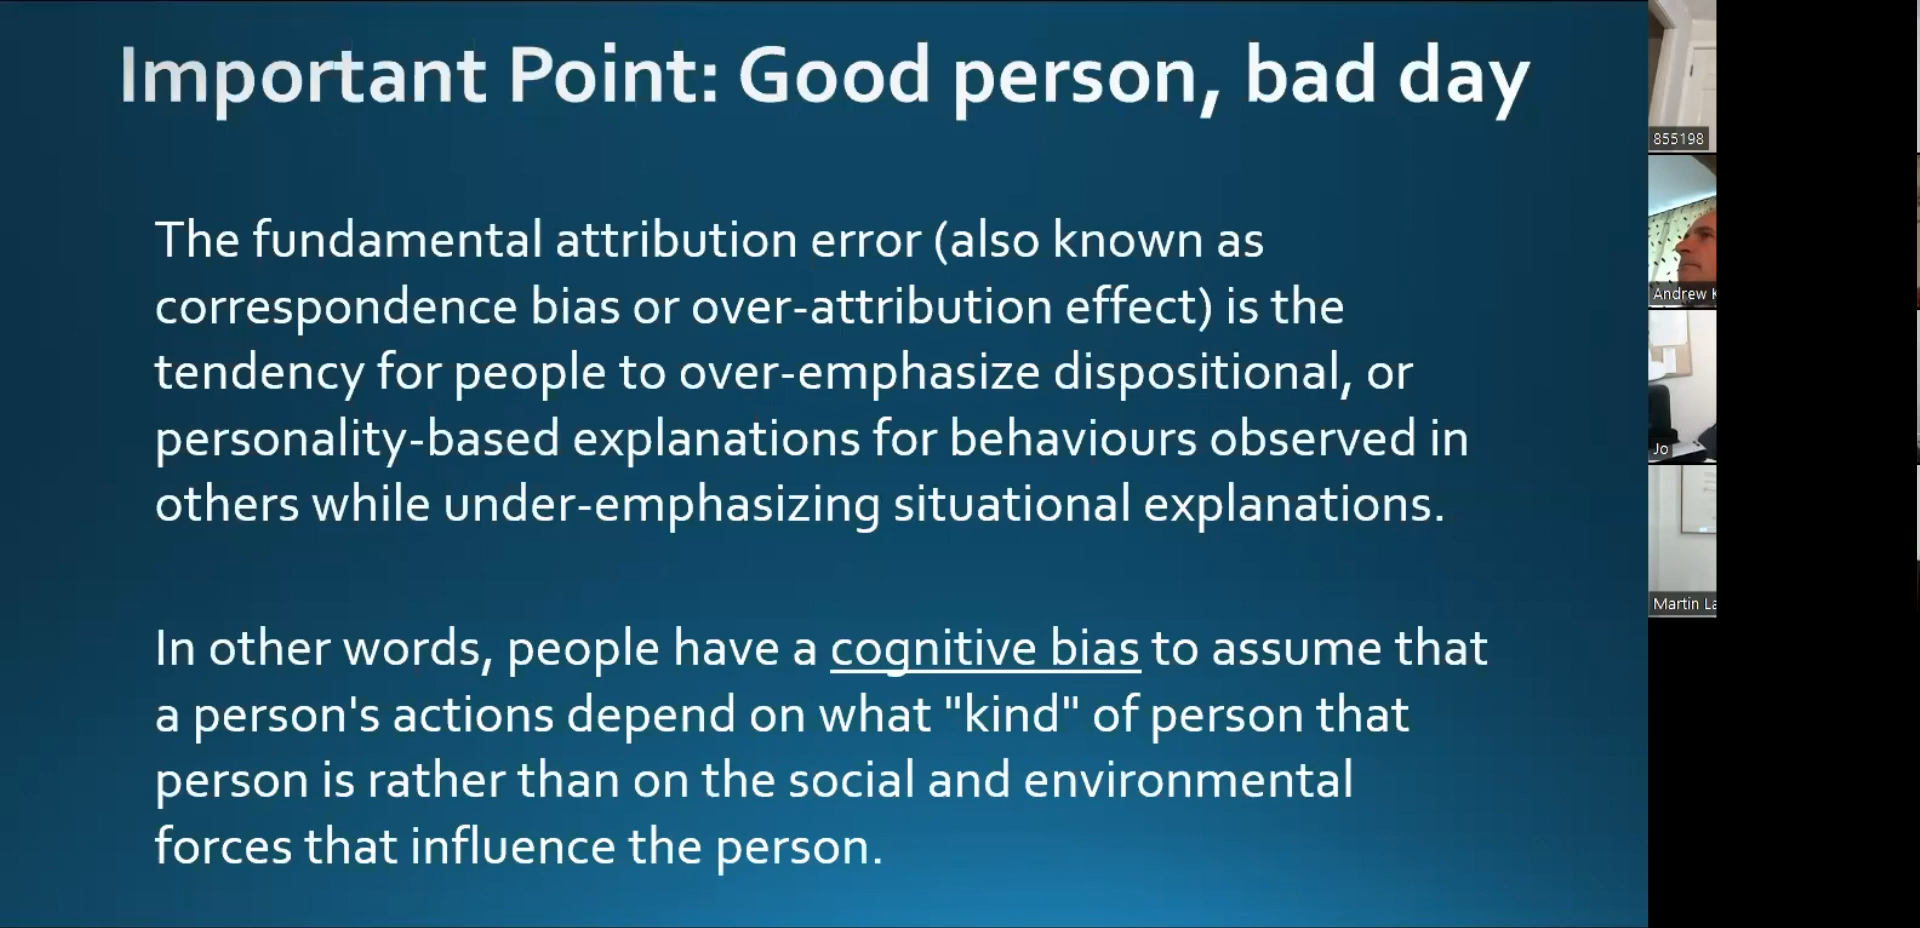 Important Point: Good person, bad day
The fundamental attribution error (also known as
correspondence bias or over-attribution effect) is the
tendency for people to over-emphasize dispositional, or
personality-based explanations for behaviours observed in
others while under-emphasizing situational explanations.
In other words, people have a cognitive bias to assume that
a person's actions depend on what "kind" of person that
person is rather than on the social and environmental
forces that influence the person.
855198
Andrew K
Jo
Martin La